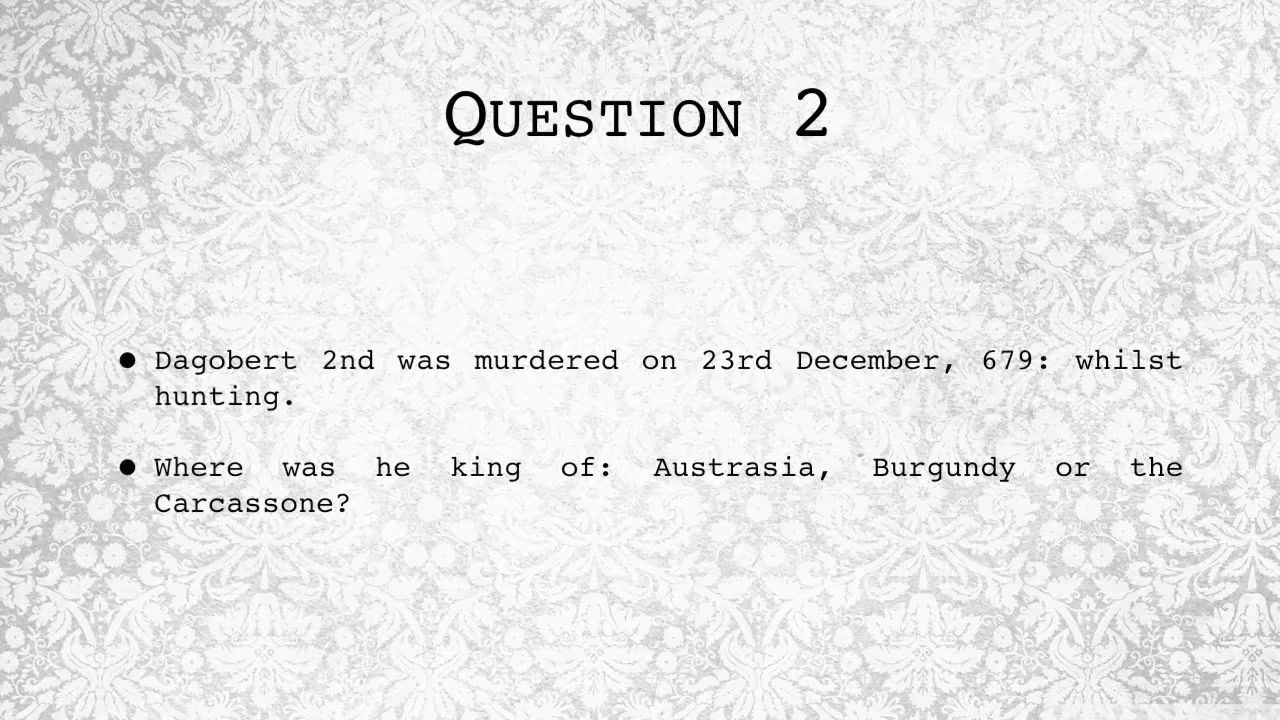 Question 2
● Dagobert 2nd was murdered on 23rd December, 679: whilst
hunting.
● Where was he king of: Austrasia, Burgundy or the
Carcassone?